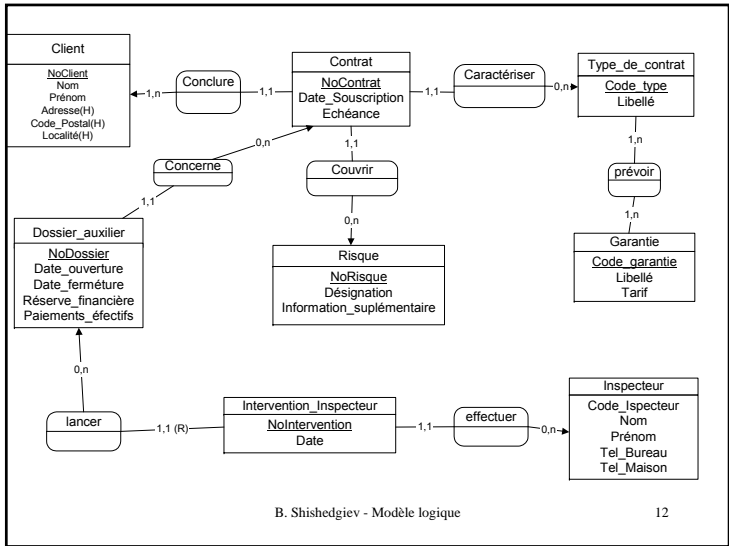 Client
NoClient
Nom
Prénom
Adresse(H)
Code_Postal(H)
Localité(H)
1,n
Conclure
1,1
Contrat
NoContrat
Date_Souscription
Echéance
1,1
Caractériser
0,n
Type_de_contrat
Code_type
Libellé
0,n
Concerne
1,1
1,1
Couvrir
0,n
1,n
prévoir
1,n
Dossier_auxilier
NoDossier
Date_ouverture
Date_ferméture
Réserve_financière
Paiements_éfectifs
Risque
NoRisque
Désignation
Information_suplémentaire
Garantie
Code_garantie
Libellé
Tarif
0,n
lancer
1,1 (R)
Intervention_Inspecteur
NoIntervention
Date
1,1
effectuer
0,n
Inspecteur
Code_Ispecteur
Nom
Prénom
Tel_Bureau
Tel_Maison
B. Shishedgiev - Modèle logique
12